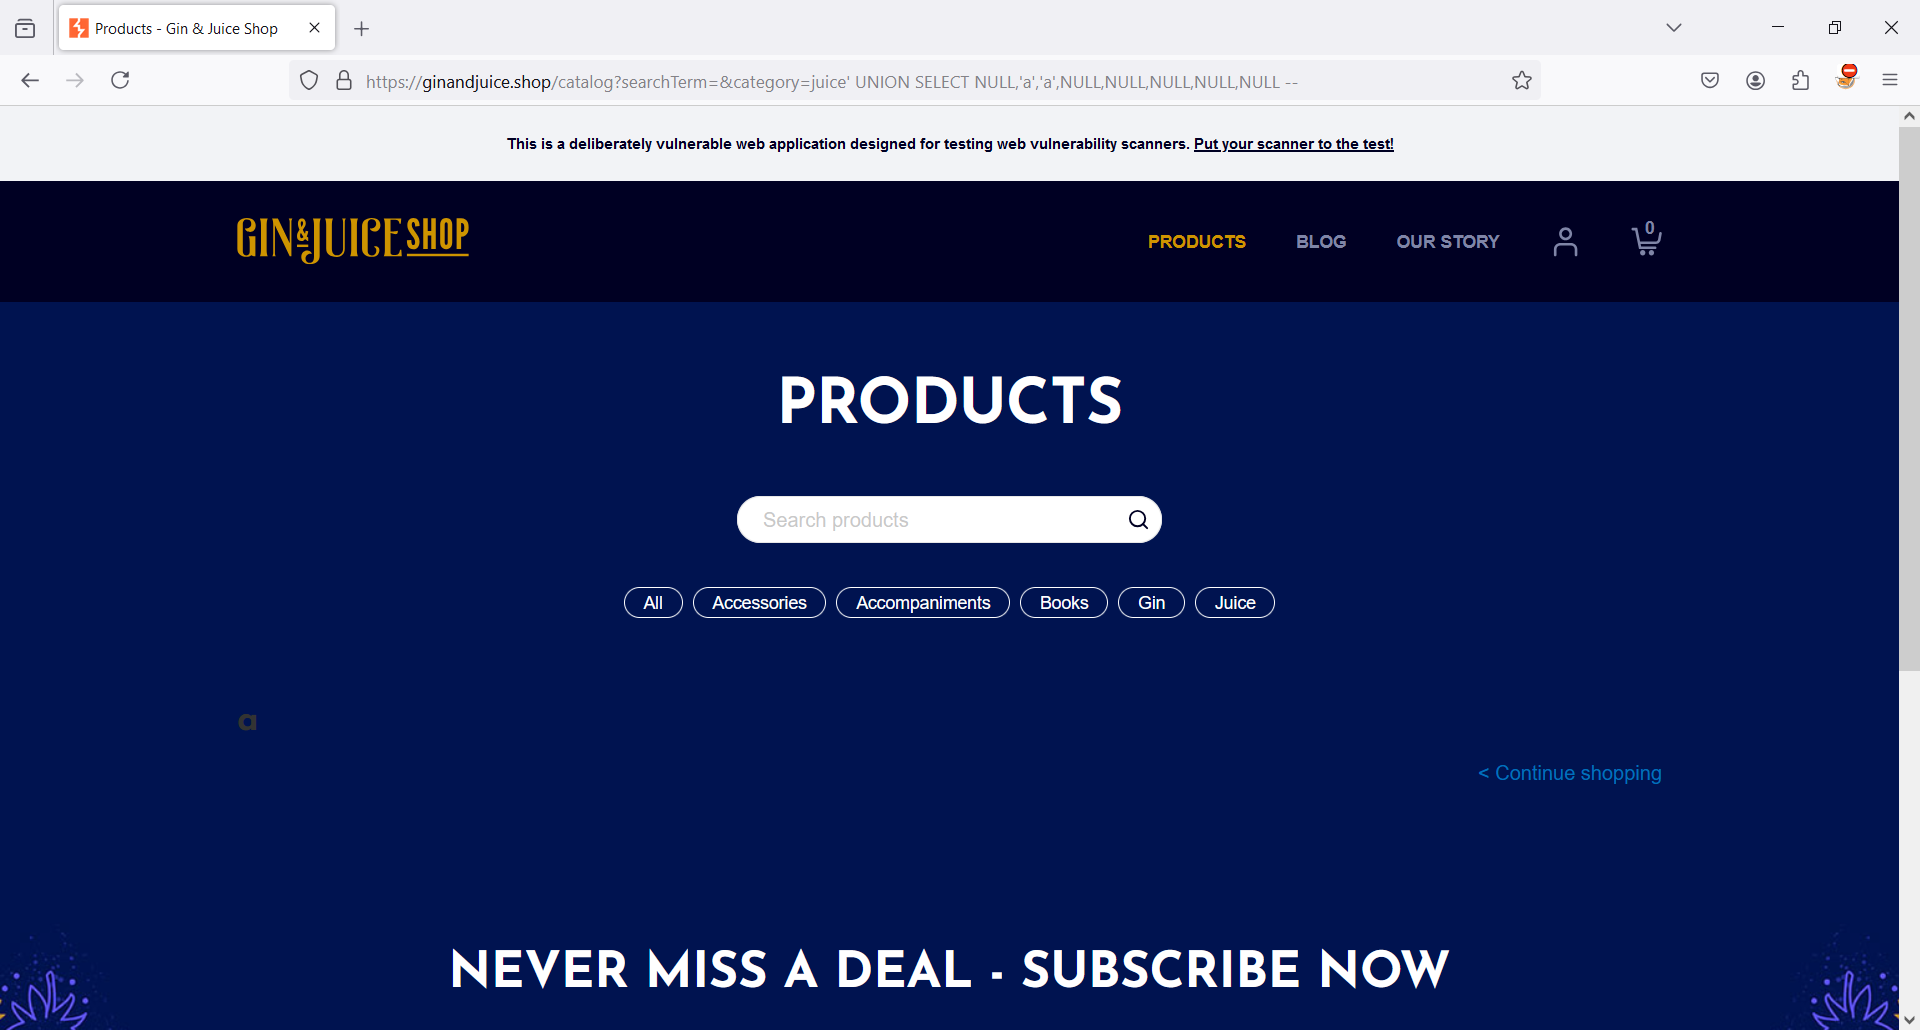 Products - Gin & Juice Shop
https://ginandjuice.shop/catalog?searchTerm=&category=juice' UNION SELECT NULL,'a','a',NULL,NULL,NULL,NULL,NULL --
This is a deliberately vulnerable web application designed for testing web vulnerability scanners. Put your scanner to the test!
GIN & JUICE SHOP
PRODUCTS BLOG OUR STORY 0
PRODUCTS
Search products
All Accessories Accompaniments Books Gin Juice
a
< Continue shopping
NEVER MISS A DEAL - SUBSCRIBE NOW